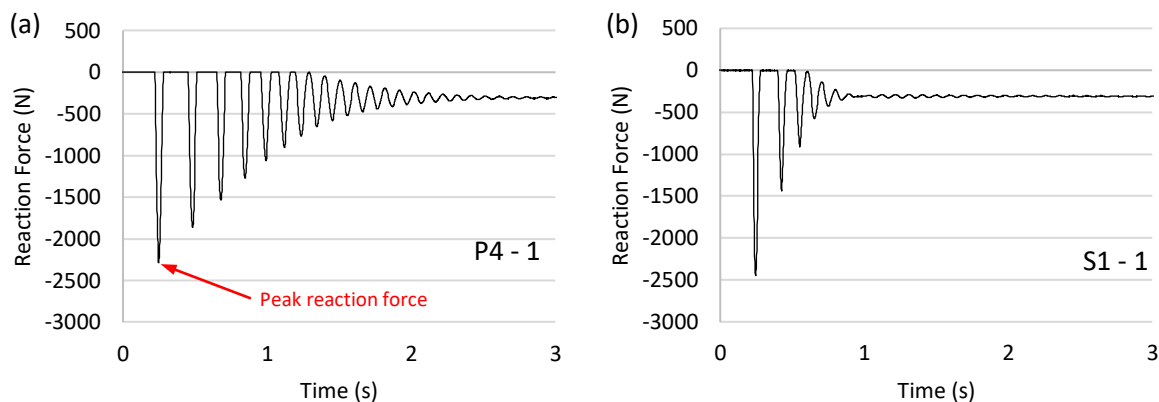 (a)
500
0
-500
-1000
-1500
-2000
-2500
-3000
Reaction Force (N)
0 1 2 3
Time (s)
P4 - 1
Peak reaction force
(b)
500
0
-500
-1000
-1500
-2000
-2500
-3000
Reaction Force (N)
0 1 2 3
Time (s)
S1 - 1